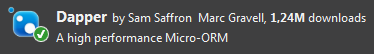 Dapper by Sam Saffron Marc Gravell, 1,24M downloads
A high performance Micro-ORM